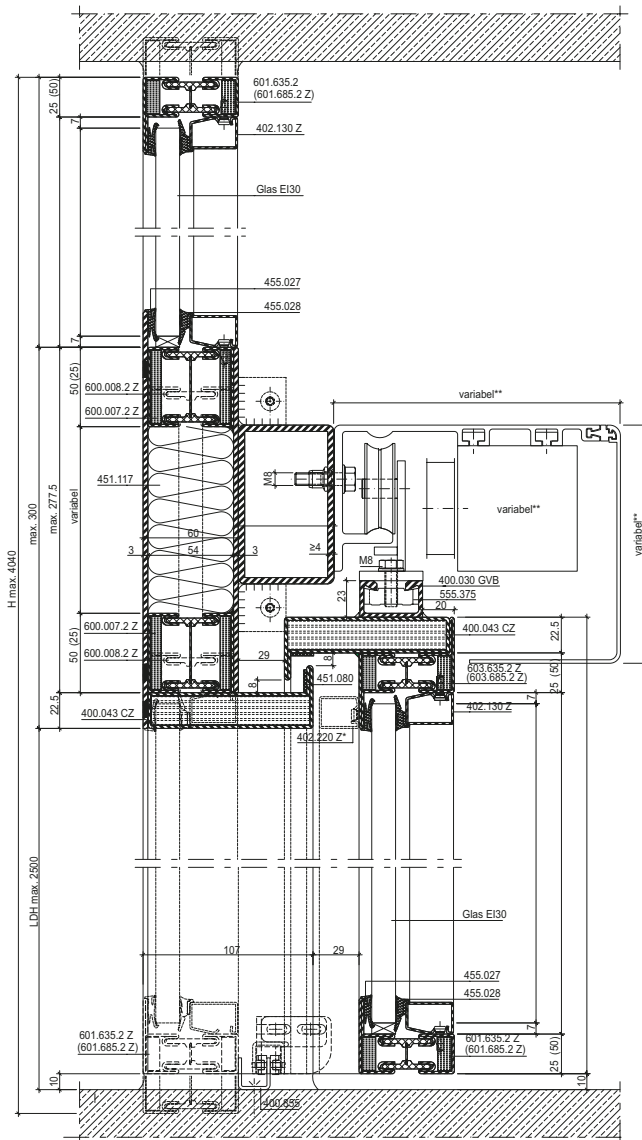 601.635.2
(601.685.2 Z)
25 (50)
7
402.130 Z
Glas EI30
455.027
455.028
7
50 (25)
600.008.2 Z
600.007.2 Z
variabel**
451.117
M8
variabel**
variabel**
variabel
max. 277.5
max. 300
H max. 4040
60
3
54
3
≥4
M8
400.030 GVB
555.375
23
20
400.043 CZ
22.5
600.007.2 Z
600.008.2 Z
50 (25)
29
8
8
451.080
603.635.2 Z
(603.685.2 Z)
25 (50)
402.130 Z
7
22.5
400.043 CZ
402.220 Z*
LDH max. 2500
Glas EI30
107
29
455.027
455.028
7
601.635.2 Z
(601.685.2 Z)
601.635.2 Z
(601.685.2 Z)
25 (50)
10
10
400.855